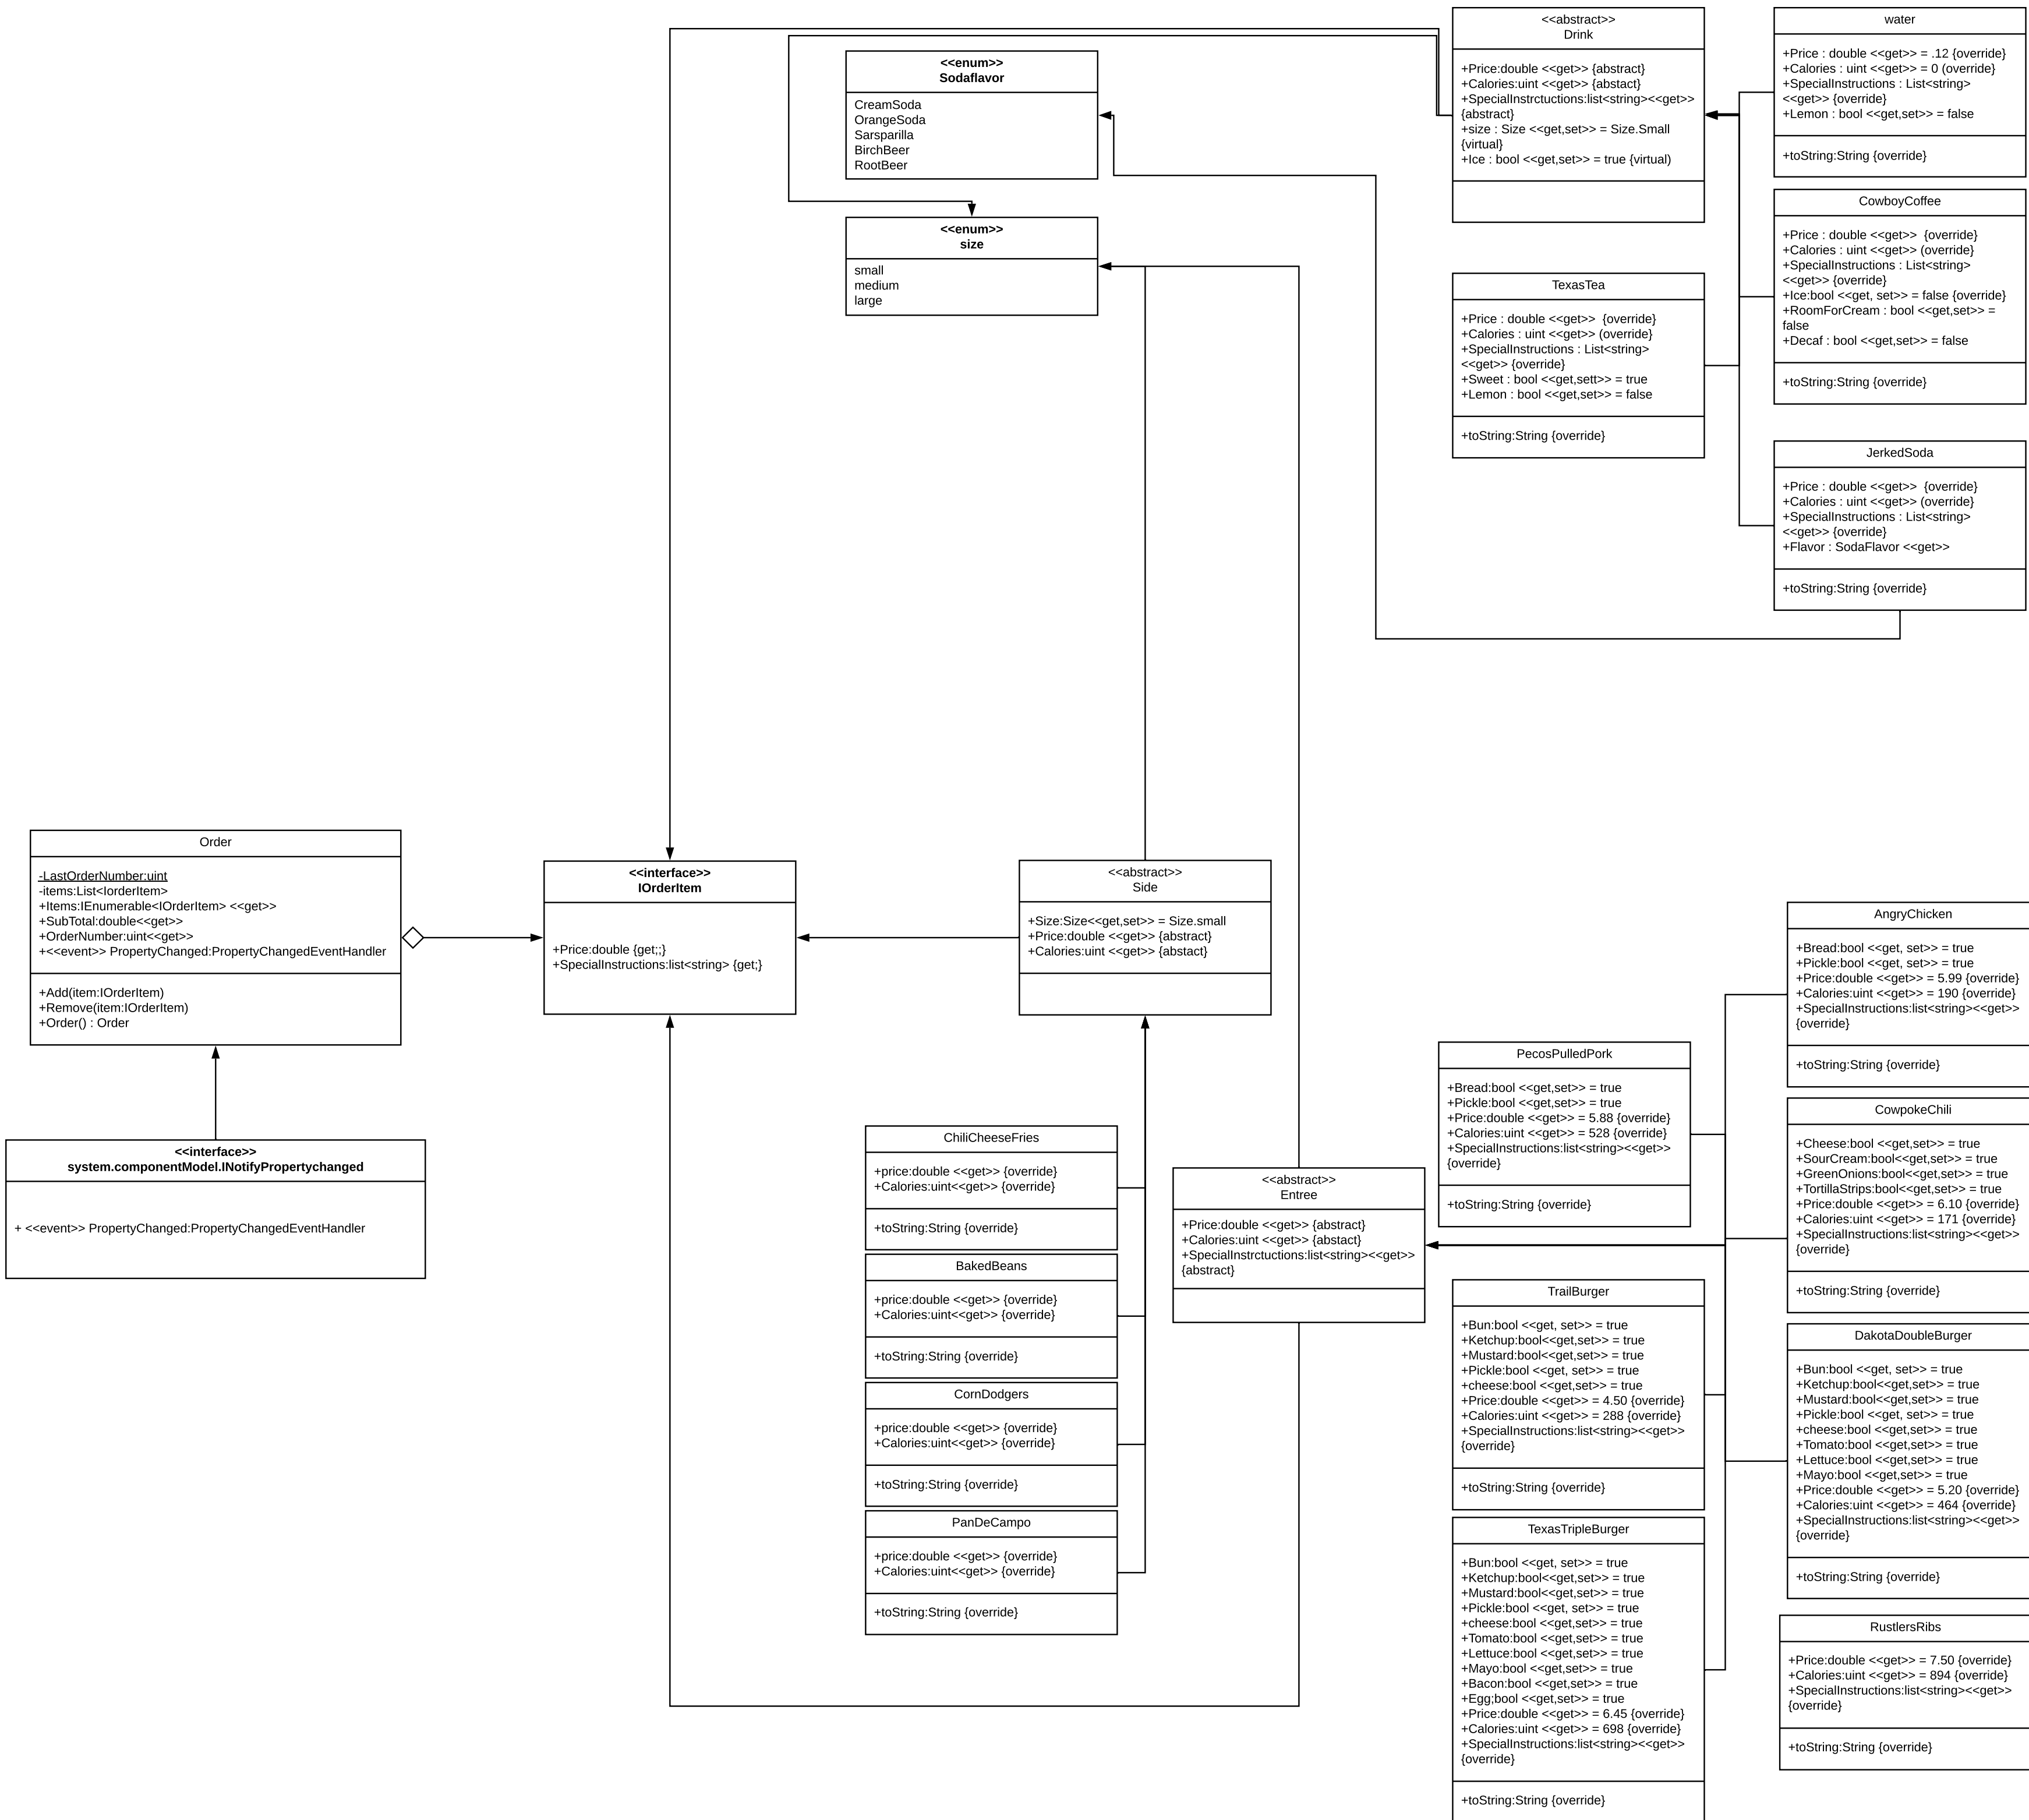 <<abstract>>
Drink
+Price:double <<get>> {abstract}
+Calories:uint <<get>> {abstact}
+SpecialInstrctuctions:list<string><<get>>
{abstract}
+size : Size <<get,set>> = Size.Small
{virtual}
+Ice : bool <<get,set>> = true {virtual)
water
+Price : double <<get>> = .12 {override}
+Calories : uint <<get>> = 0 (override}
+SpecialInstructions : List<string>
<<get>> {override}
+Lemon : bool <<get,set>> = false
+toString:String {override}
<<enum>>
Sodaflavor
CreamSoda
OrangeSoda
Sarsparilla
BirchBeer
RootBeer
CowboyCoffee
+Price : double <<get>>  {override}
+Calories : uint <<get>> (override}
+SpecialInstructions : List<string>
<<get>> {override}
+Ice:bool <<get, set>> = false {override}
+RoomForCream : bool <<get,set>> =
false
+Decaf : bool <<get,set>> = false
+toString:String {override}
<<enum>>
size
small
medium
large
TexasTea
+Price : double <<get>>  {override}
+Calories : uint <<get>> (override}
+SpecialInstructions : List<string>
<<get>> {override}
+Sweet : bool <<get,sett>> = true
+Lemon : bool <<get,set>> = false
+toString:String {override}
JerkedSoda
+Price : double <<get>>  {override}
+Calories : uint <<get>> (override}
+SpecialInstructions : List<string>
<<get>> {override}
+Flavor : SodaFlavor <<get>>
+toString:String {override}
Order
-LastOrderNumber:uint
-items:List<IorderItem>
+Items:IEnumerable<IOrderItem> <<get>>
+SubTotal:double<<get>>
+OrderNumber:uint<<get>>
+<<event>> PropertyChanged:PropertyChangedEventHandler
+Add(item:IOrderItem)
+Remove(item:IOrderItem)
+Order() : Order
<<interface>>
IOrderItem
+Price:double {get;;}
+SpecialInstructions:list<string> {get;}
<<abstract>>
Side
+Size:Size<<get,set>> = Size.small
+Price:double <<get>> {abstract}
+Calories:uint <<get>> {abstact}
<<interface>>
system.componentModel.INotifyPropertychanged
+ <<event>> PropertyChanged:PropertyChangedEventHandler
ChiliCheeseFries
+price:double <<get>> {override}
+Calories:uint<<get>> {override}
+toString:String {override}
BakedBeans
+price:double <<get>> {override}
+Calories:uint<<get>> {override}
+toString:String {override}
CornDodgers
+price:double <<get>> {override}
+Calories:uint<<get>> {override}
+toString:String {override}
PanDeCampo
+price:double <<get>> {override}
+Calories:uint<<get>> {override}
+toString:String {override}
<<abstract>>
Entree
+Price:double <<get>> {abstract}
+Calories:uint <<get>> {abstact}
+SpecialInstrctuctions:list<string><<get>>
{abstract}
PecosPulledPork
+Bread:bool <<get,set>> = true
+Pickle:bool <<get,set>> = true
+Price:double <<get>> = 5.88 {override}
+Calories:uint <<get>> = 528 {override}
+SpecialInstructions:list<string><<get>>
{override}
+toString:String {override}
TrailBurger
+Bun:bool <<get, set>> = true
+Ketchup:bool<<get,set>> = true
+Mustard:bool<<get,set>> = true
+Pickle:bool <<get, set>> = true
+cheese:bool <<get,set>> = true
+Price:double <<get>> = 4.50 {override}
+Calories:uint <<get>> = 288 {override}
+SpecialInstructions:list<string><<get>>
{override}
+toString:String {override}
TexasTripleBurger
+Bun:bool <<get, set>> = true
+Ketchup:bool<<get,set>> = true
+Mustard:bool<<get,set>> = true
+Pickle:bool <<get, set>> = true
+cheese:bool <<get,set>> = true
+Tomato:bool <<get,set>> = true
+Lettuce:bool <<get,set>> = true
+Mayo:bool <<get,set>> = true
+Bacon:bool <<get,set>> = true
+Egg;bool <<get,set>> = true
+Price:double <<get>> = 6.45 {override}
+Calories:uint <<get>> = 698 {override}
+SpecialInstructions:list<string><<get>>
{override}
+toString:String {override}
AngryChicken
+Bread:bool <<get, set>> = true
+Pickle:bool <<get, set>> = true
+Price:double <<get>> = 5.99 {override}
+Calories:uint <<get>> = 190 {override}
+SpecialInstructions:list<string><<get>>
{override}
+toString:String {override}
CowpokeChili
+Cheese:bool <<get,set>> = true
+SourCream:bool<<get,set>> = true
+GreenOnions:bool<<get,set>> = true
+TortillaStrips:bool<<get,set>> = true
+Price:double <<get>> = 6.10 {override}
+Calories:uint <<get>> = 171 {override}
+SpecialInstructions:list<string><<get>>
{override}
+toString:String {override}
DakotaDoubleBurger
+Bun:bool <<get, set>> = true
+Ketchup:bool<<get,set>> = true
+Mustard:bool<<get,set>> = true
+Pickle:bool <<get, set>> = true
+cheese:bool <<get,set>> = true
+Tomato:bool <<get,set>> = true
+Lettuce:bool <<get,set>> = true
+Mayo:bool <<get,set>> = true
+Price:double <<get>> = 5.20 {override}
+Calories:uint <<get>> = 464 {override}
+SpecialInstructions:list<string><<get>>
{override}
+toString:String {override}
RustlersRibs
+Price:double <<get>> = 7.50 {override}
+Calories:uint <<get>> = 894 {override}
+SpecialInstructions:list<string><<get>>
{override}
+toString:String {override}